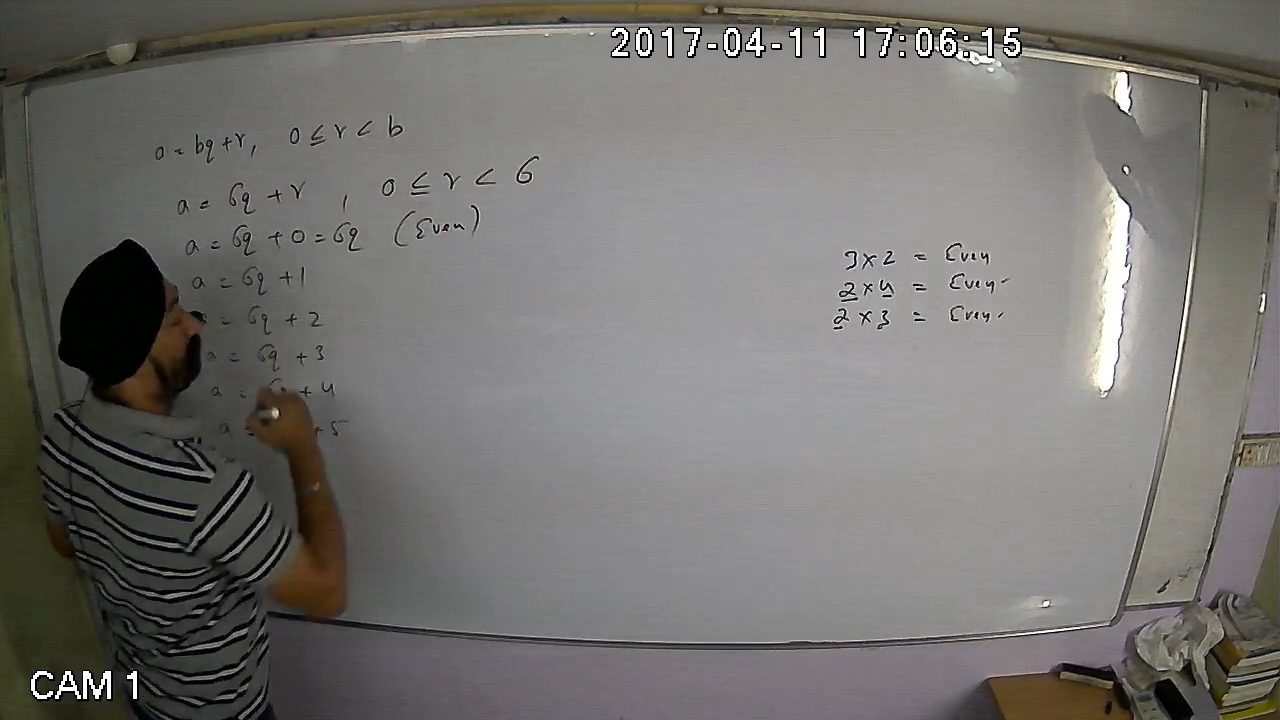 2017-04-11 17:06:15
a = bq + r, 0 ≤ r < b
a = 6q + r , 0 ≤ r < 6
a = 6q + 0 = 6q (Even)
a = 6q + 1
= 6q + 2
a = 6q + 3
a = 6q + 4
a = + 5
3 × 2 = Even
2 × 4 = Even
2 × 3 = Even
CAM 1